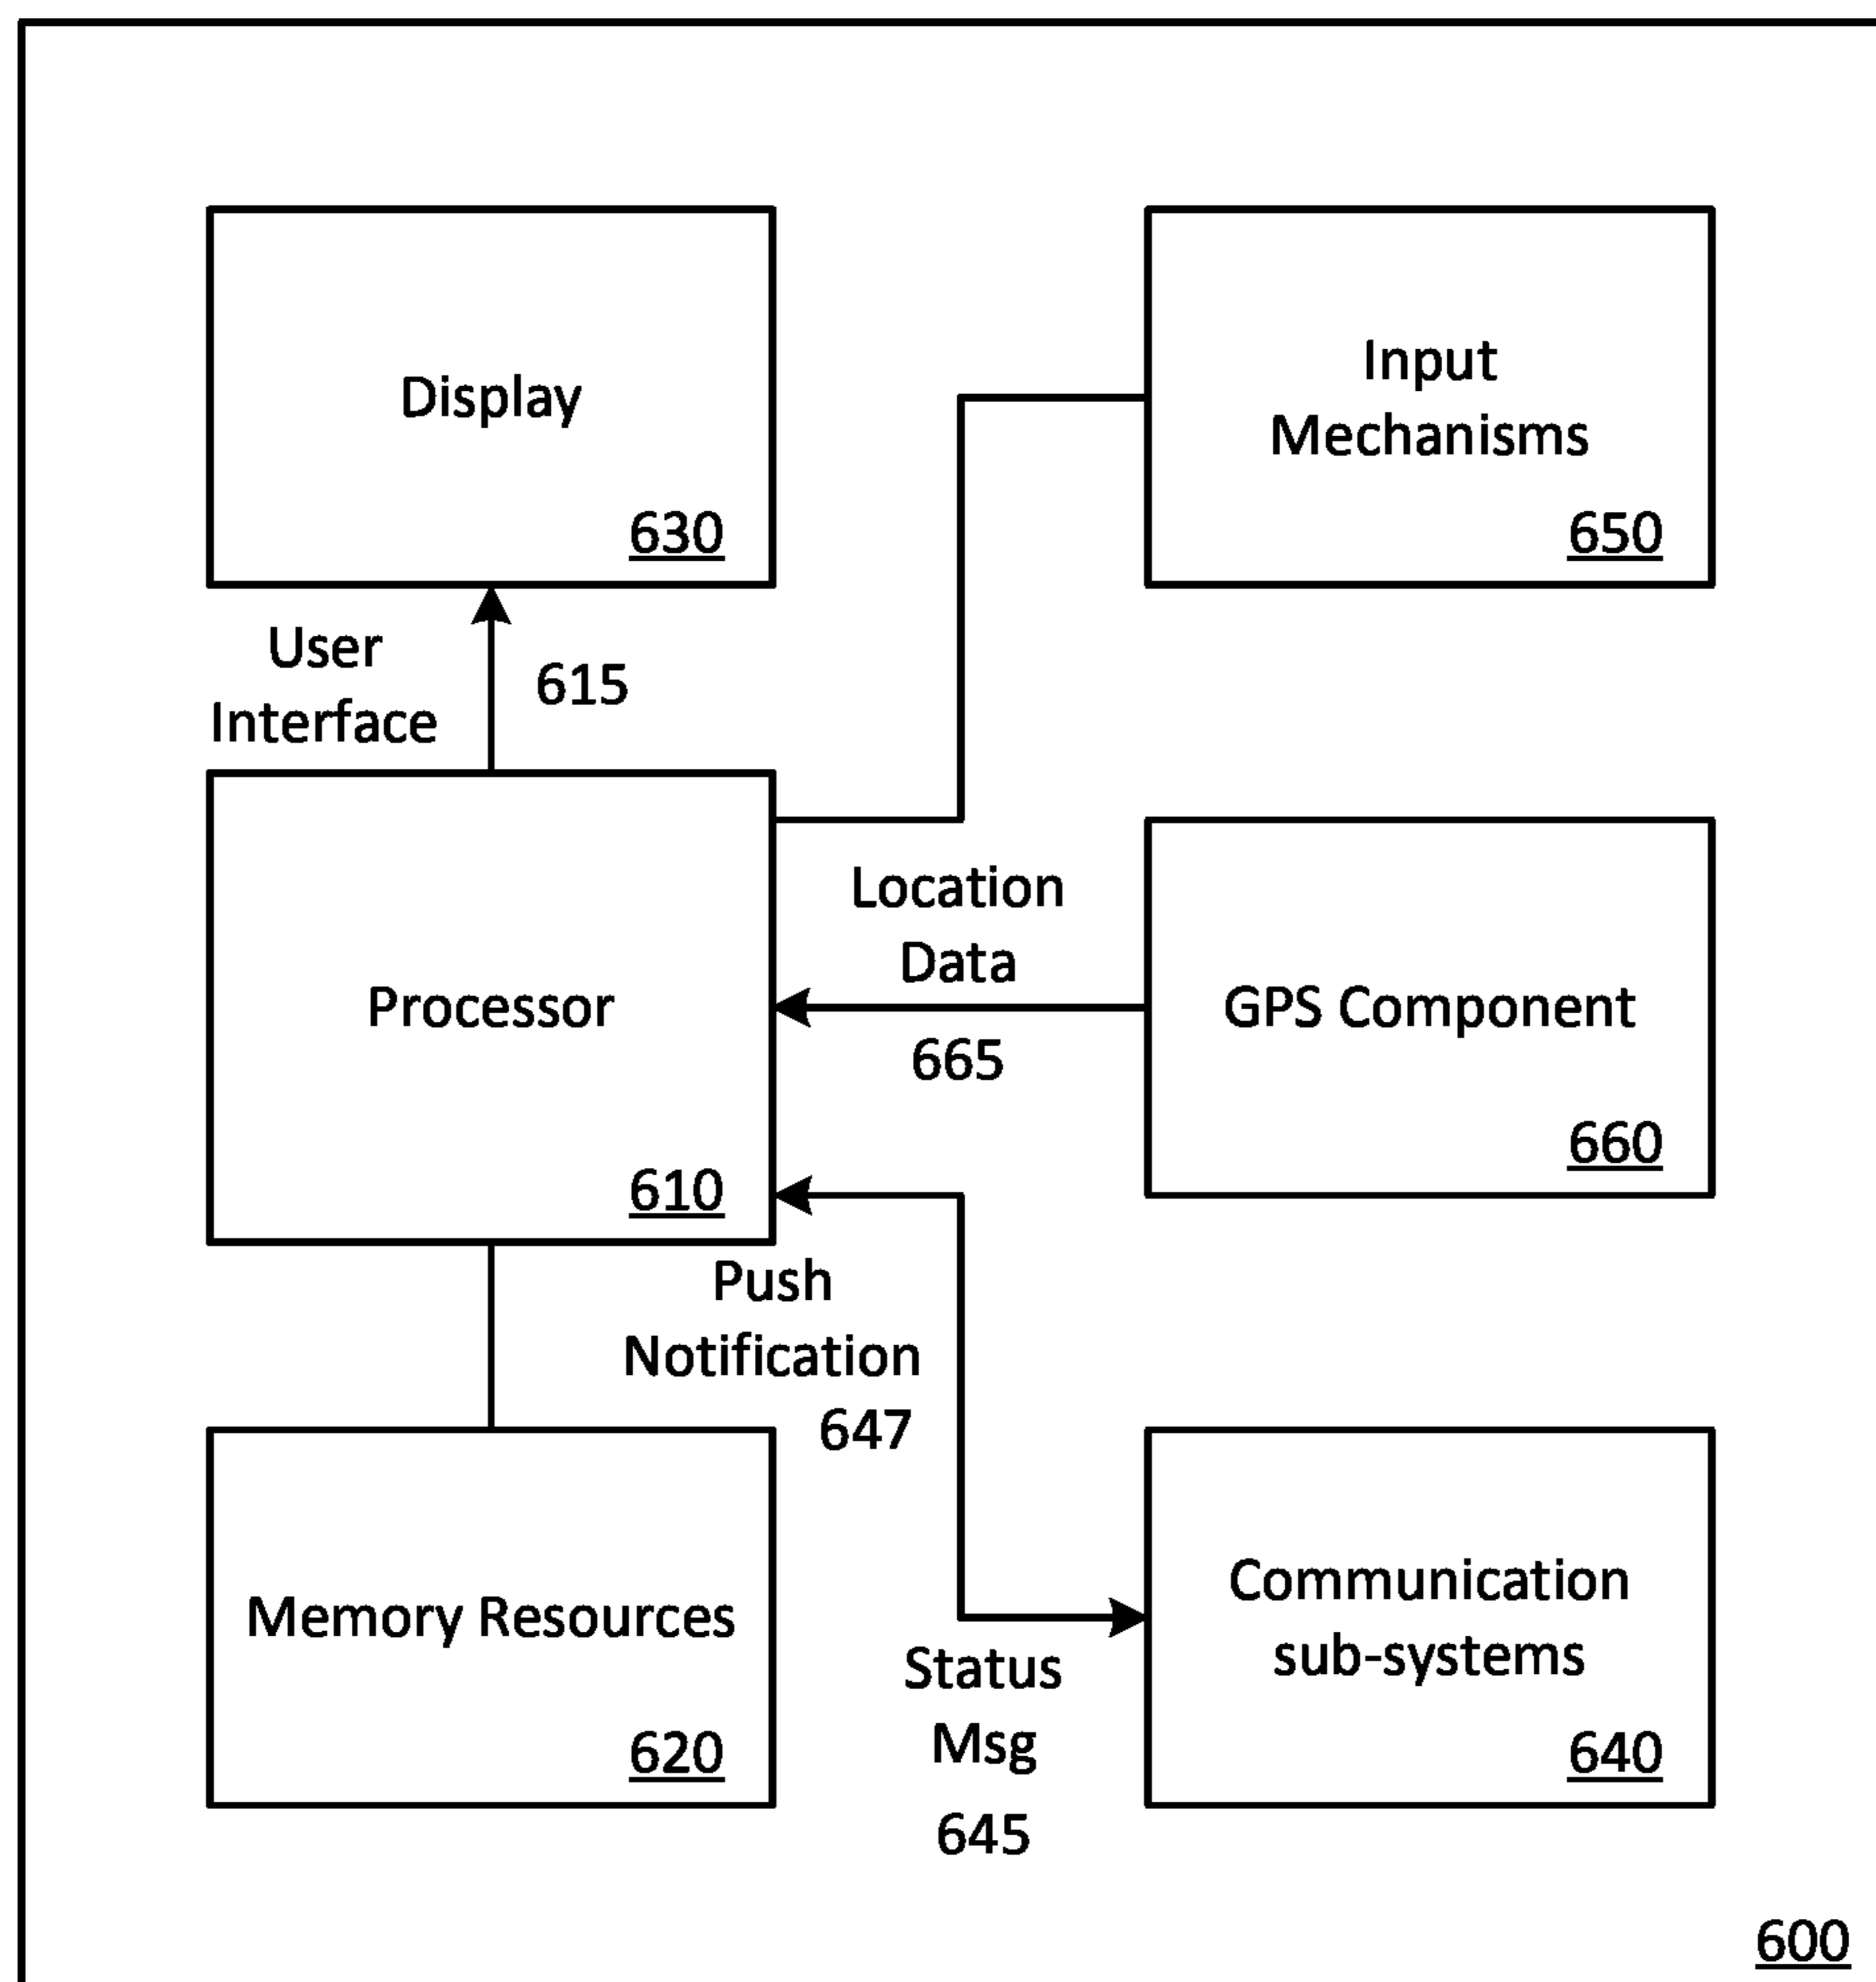 Display
630
Input
Mechanisms
650
User
Interface
615
Processor
610
Location
Data
665
GPS Component
660
Push
Notification
647
Memory Resources
620
Status
Msg
645
Communication
sub-systems
640
600